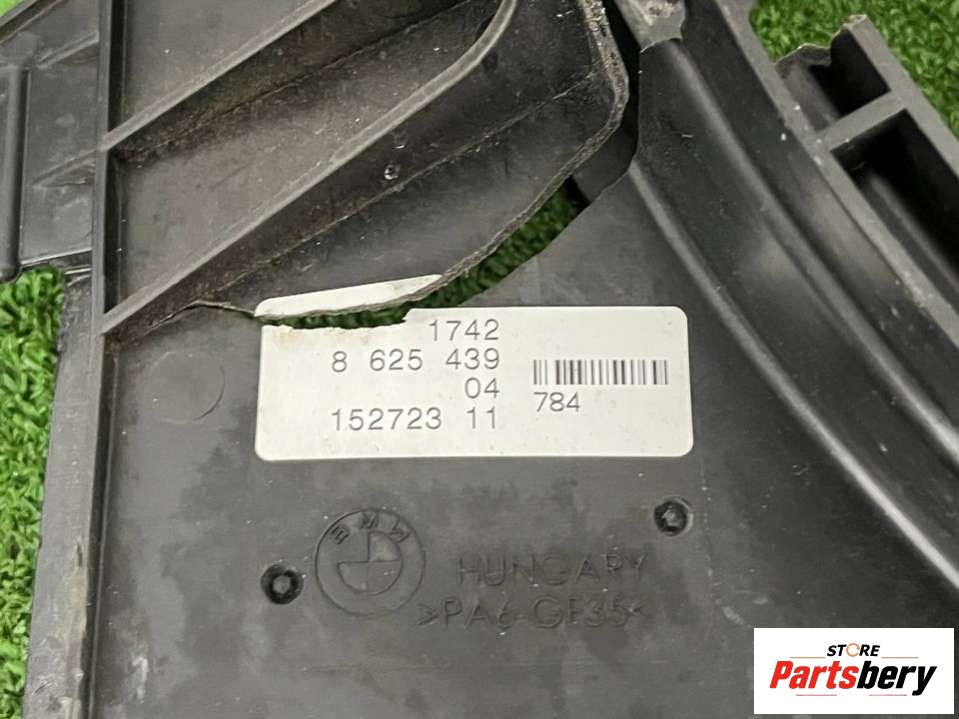 1742
8 625 439
04
784
152723 11
BMW
HUNGARY
>PA6-GF35<
STORE
Partsbery